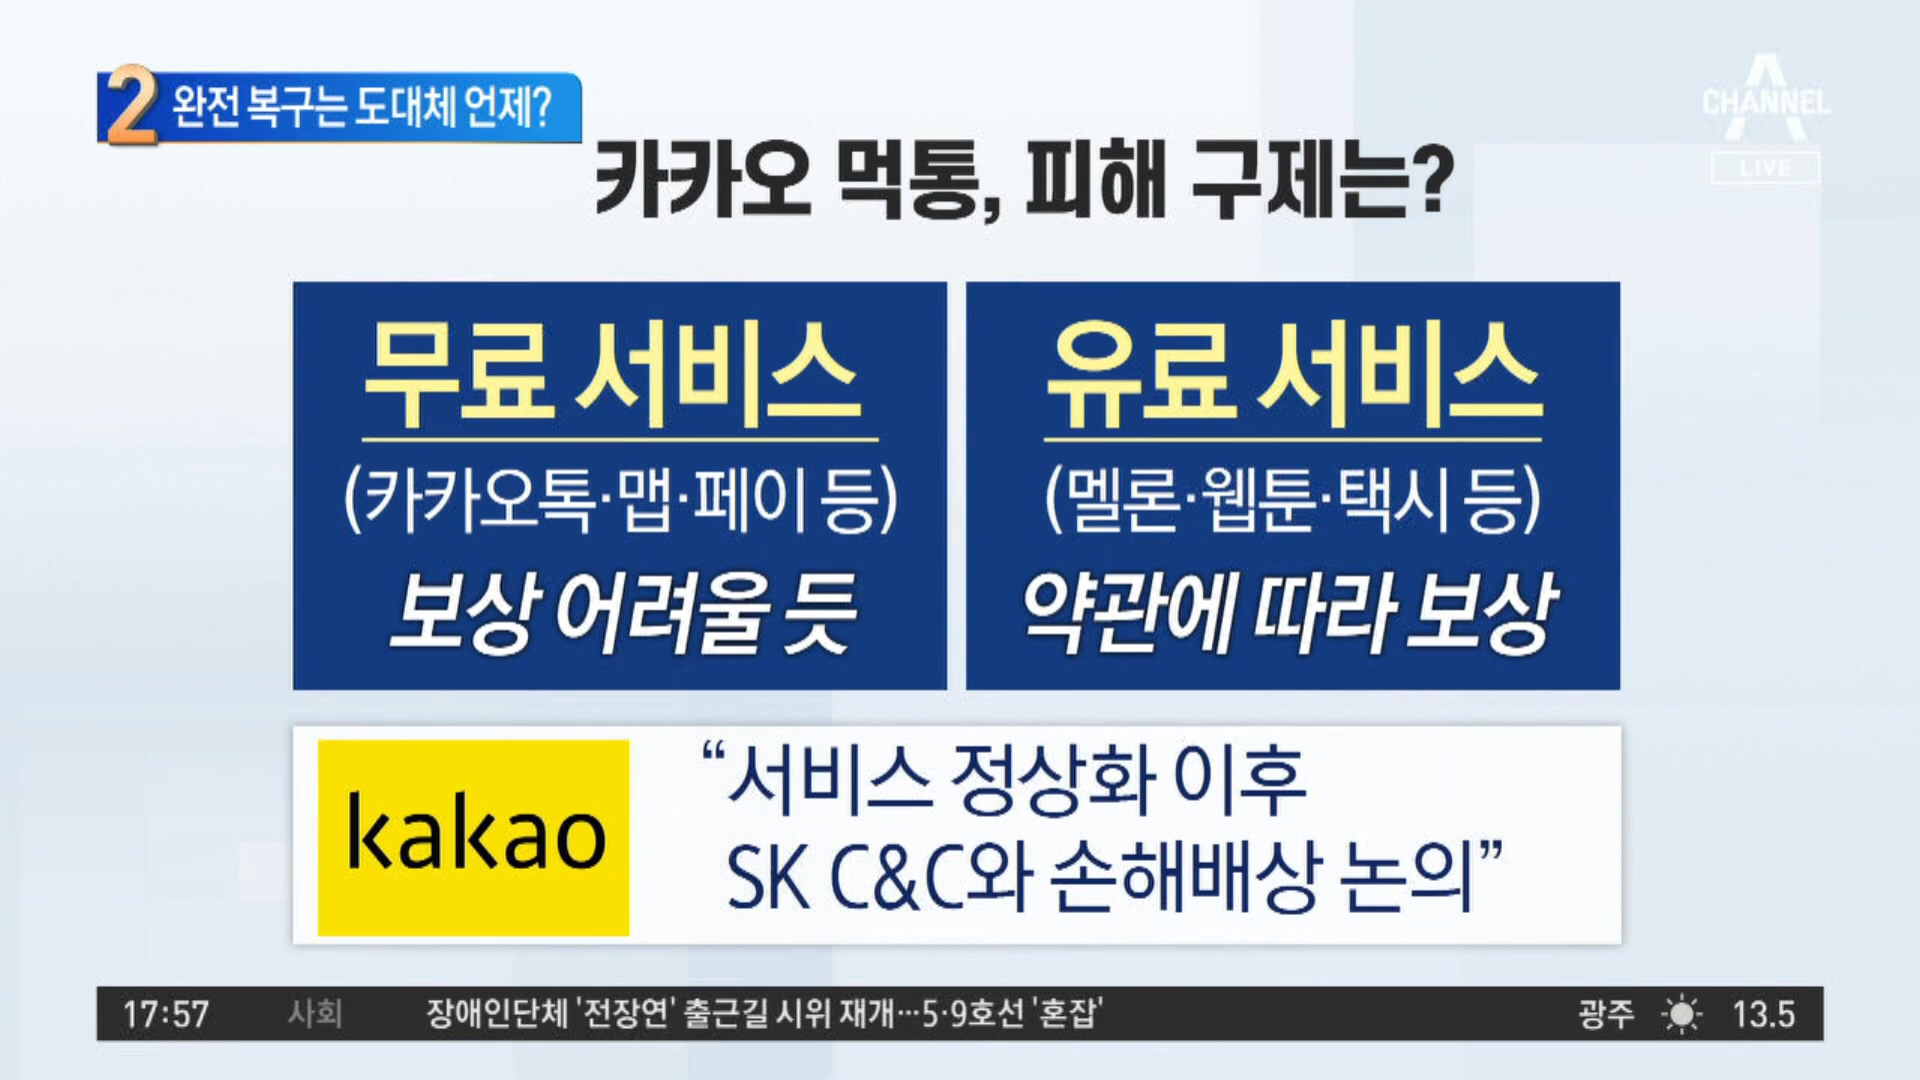 2 완전 복구는 도대체 언제?
CHANNEL A
LIVE
카카오 먹통, 피해 구제는?
무료 서비스
(카카오톡·맵·페이 등)
보상 어려울 듯
유료 서비스
(멜론·웹툰·택시 등)
약관에 따라 보상
kakao
“서비스 정상화 이후
SK C&C와 손해배상 논의”
17:57 사회 장애인단체 '전장연' 출근길 시위 재개…5·9호선 '혼잡' 광주 13.5